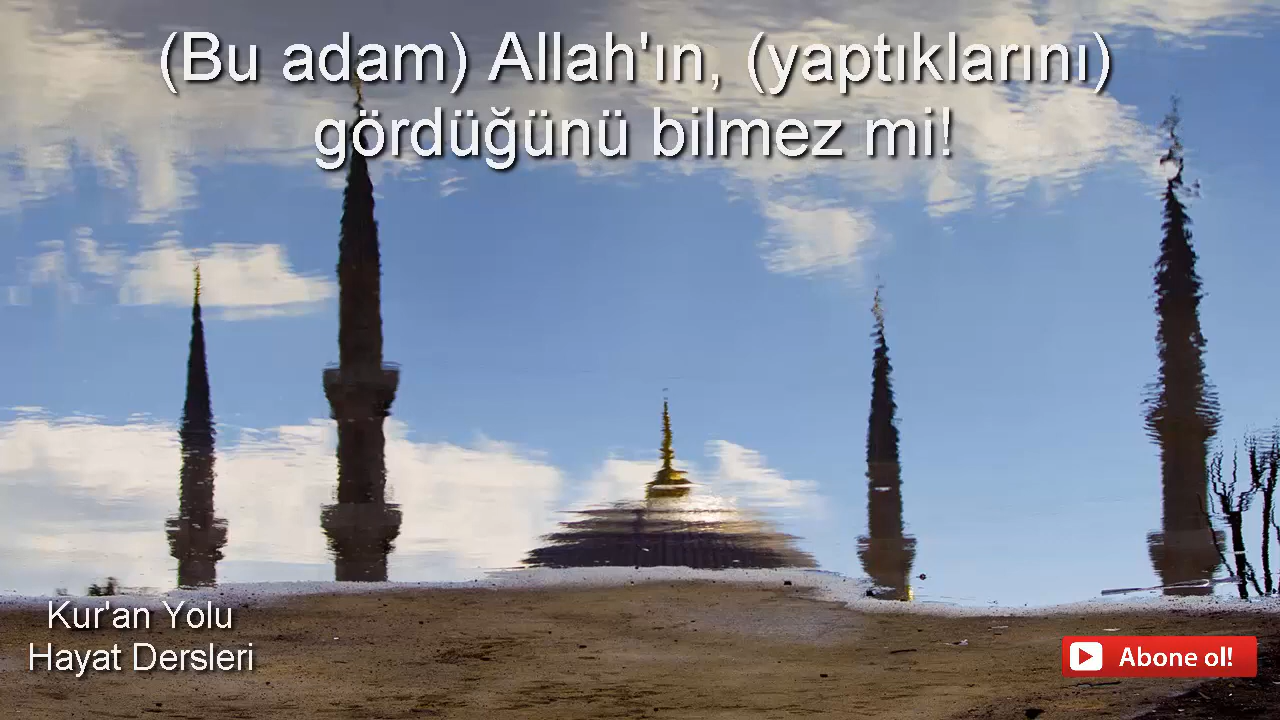 (Bu adam) Allah'ın, (yaptıklarını)
gördüğünü bilmez mi!
Kur'an Yolu
Hayat Dersleri
Abone ol!